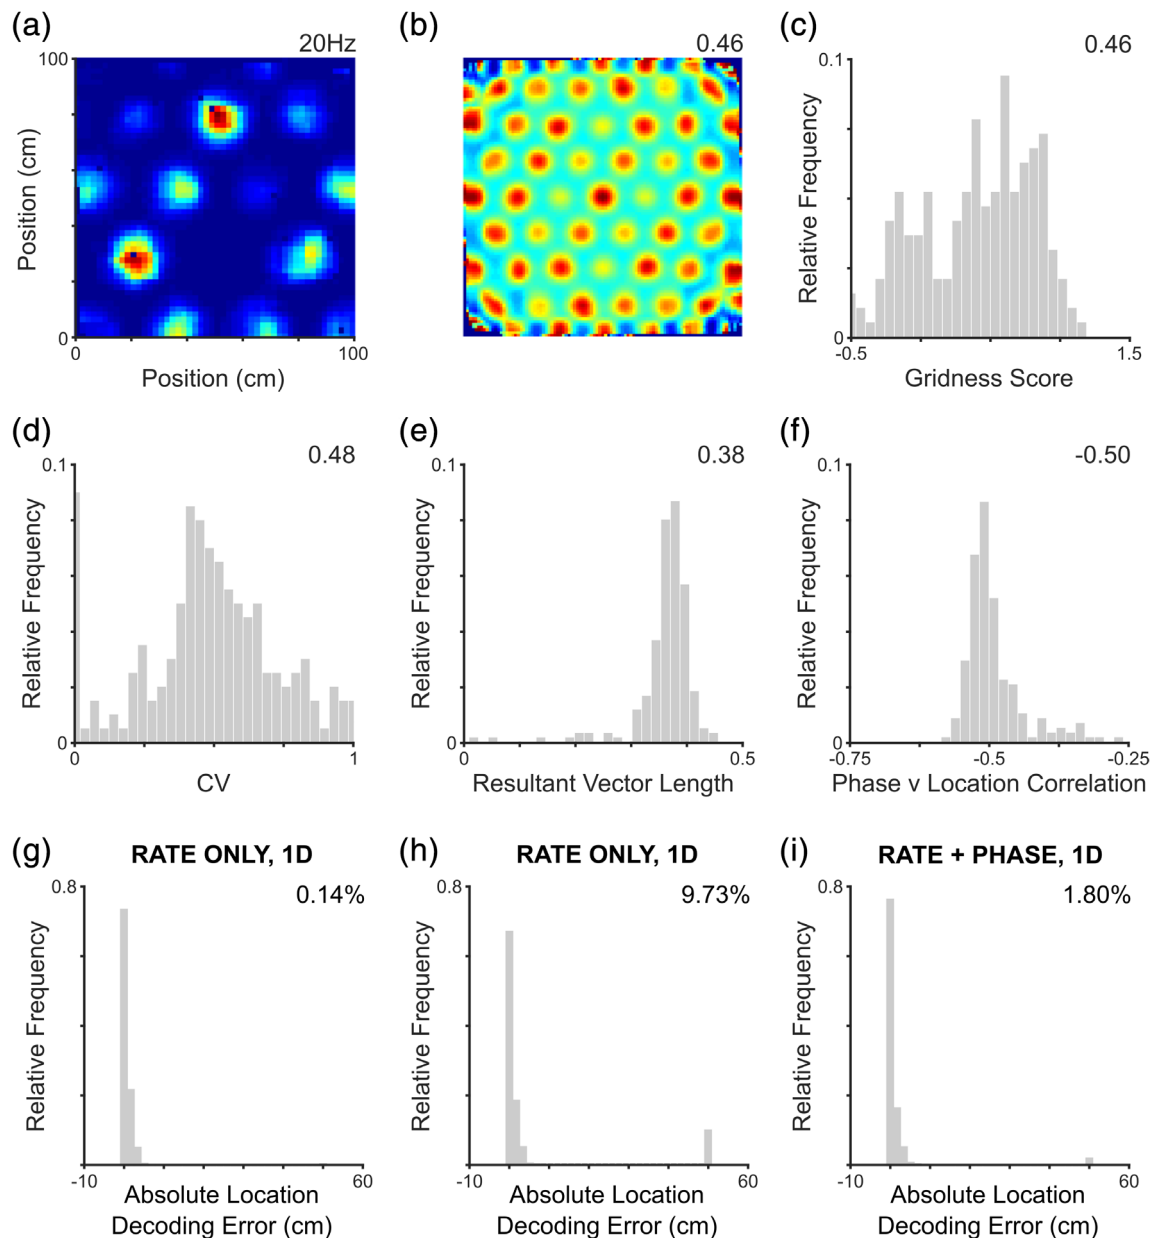 (a)
20Hz
100
Position (cm)
0
0
100
Position (cm)
(b)
0.46
(c)
0.46
0.1
Relative Frequency
0
-0.5
1.5
Gridness Score
(d)
0.48
0.1
Relative Frequency
0
0
1
CV
(e)
0.38
0.1
Relative Frequency
0
0
0.5
Resultant Vector Length
(f)
-0.50
0.1
Relative Frequency
0
-0.75
-0.5
-0.25
Phase v Location Correlation
(g)
RATE ONLY, 1D
0.14%
0.8
Relative Frequency
-10
60
Absolute Location
Decoding Error (cm)
(h)
RATE ONLY, 1D
9.73%
0.8
Relative Frequency
-10
60
Absolute Location
Decoding Error (cm)
(i)
RATE + PHASE, 1D
1.80%
0.8
Relative Frequency
-10
60
Absolute Location
Decoding Error (cm)